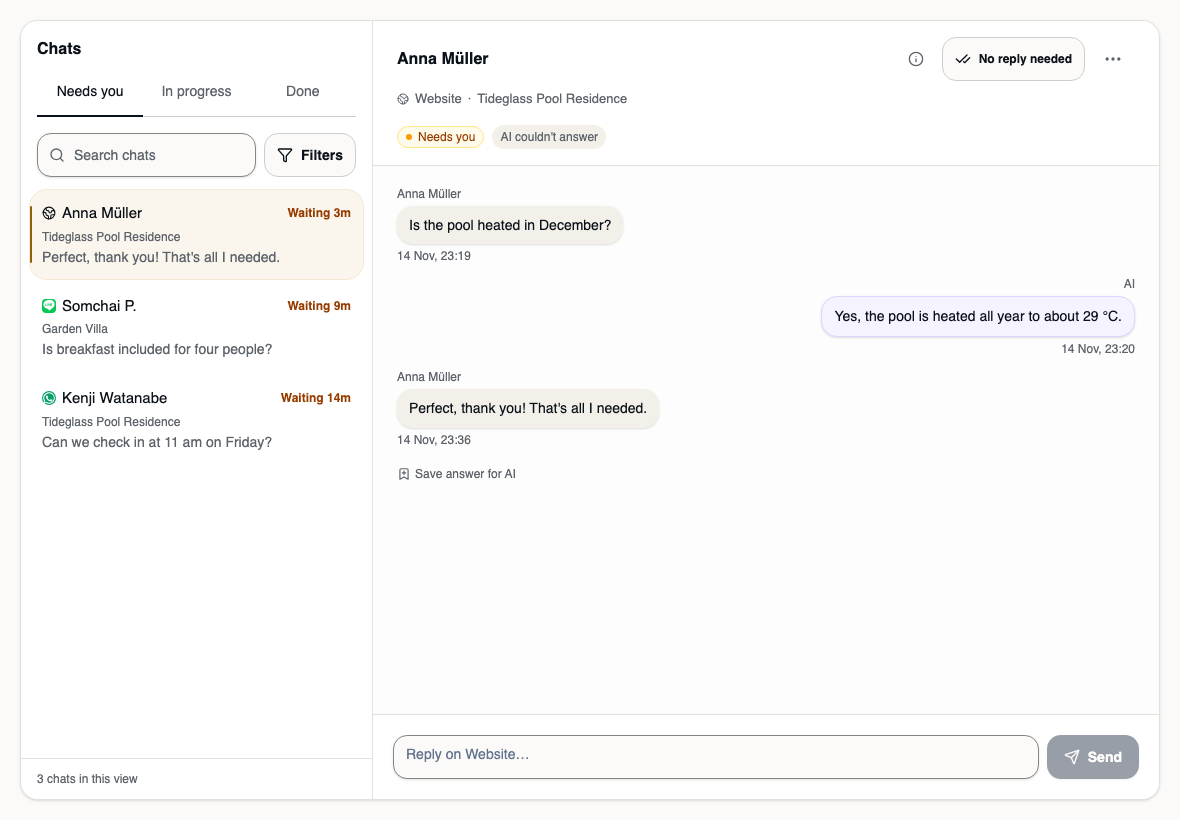 Chats
Needs you
In progress
Done
Search chats
Filters
Anna Müller
Waiting 3m
Tideglass Pool Residence
Perfect, thank you! That's all I needed.
Somchai P.
Waiting 9m
Garden Villa
Is breakfast included for four people?
Kenji Watanabe
Waiting 14m
Tideglass Pool Residence
Can we check in at 11 am on Friday?
3 chats in this view
Anna Müller
No reply needed
Website · Tideglass Pool Residence
Needs you
AI couldn't answer
Anna Müller
Is the pool heated in December?
14 Nov, 23:19
AI
Yes, the pool is heated all year to about 29 °C.
14 Nov, 23:20
Anna Müller
Perfect, thank you! That's all I needed.
14 Nov, 23:36
Save answer for AI
Reply on Website…
Send